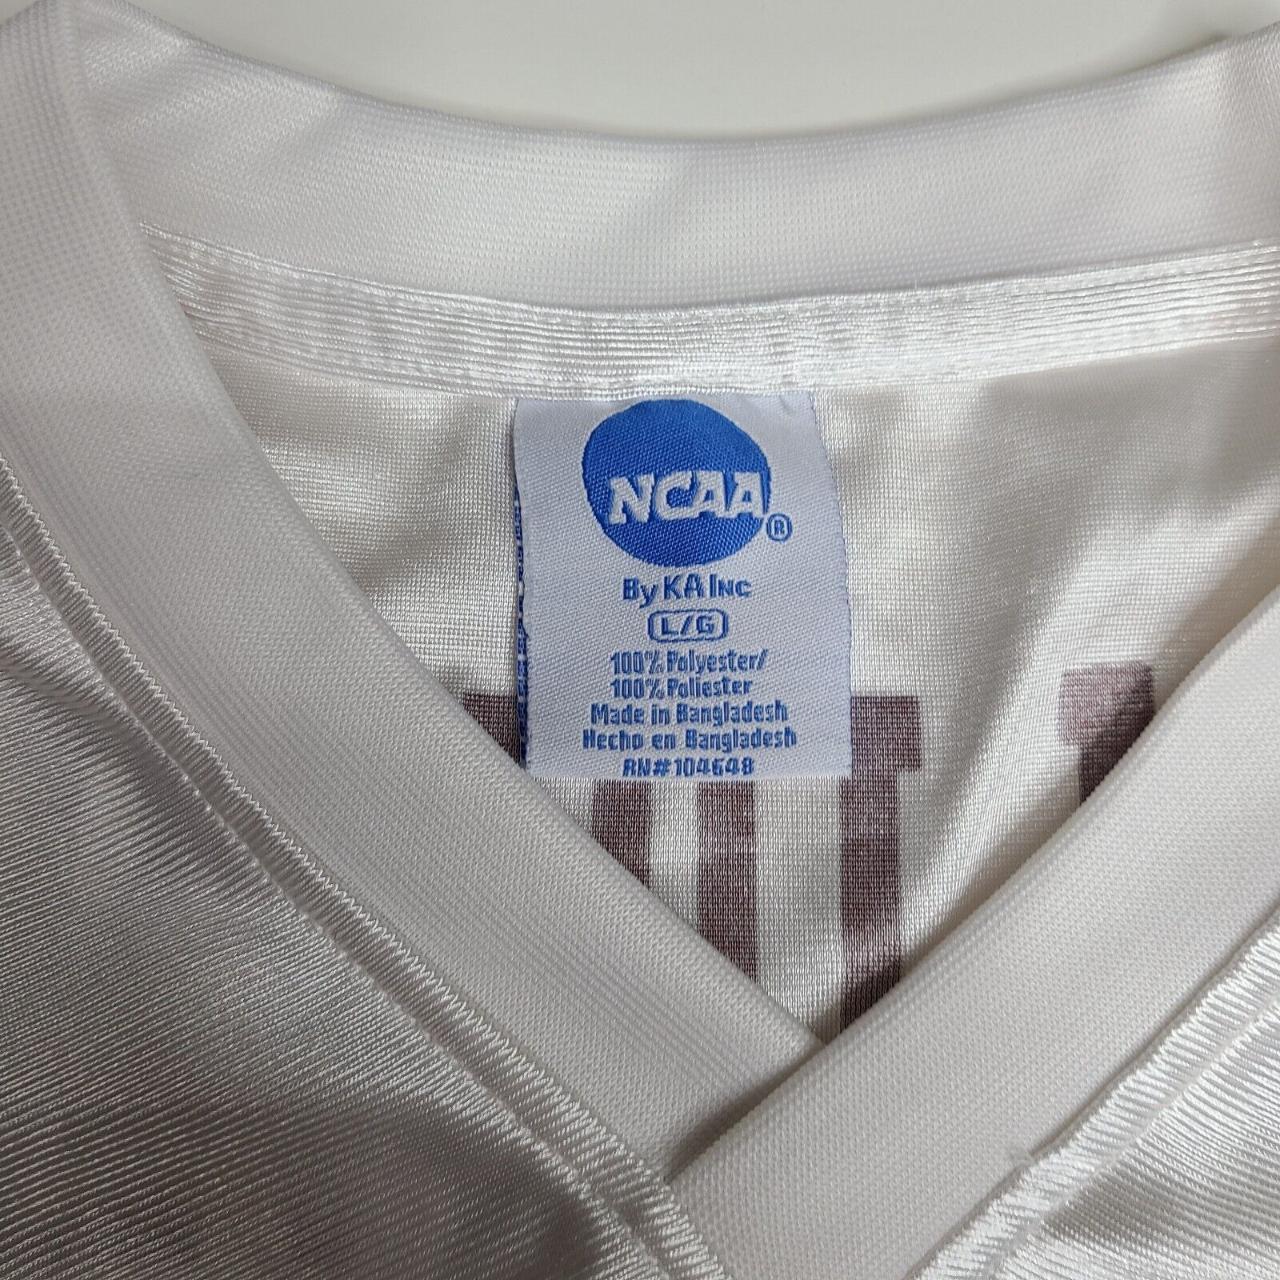 NCAA®
By KA Inc
L/G
100% Polyester/
100% Poliester
Made in Bangladesh
Hecho en Bangladesh
RN#104648